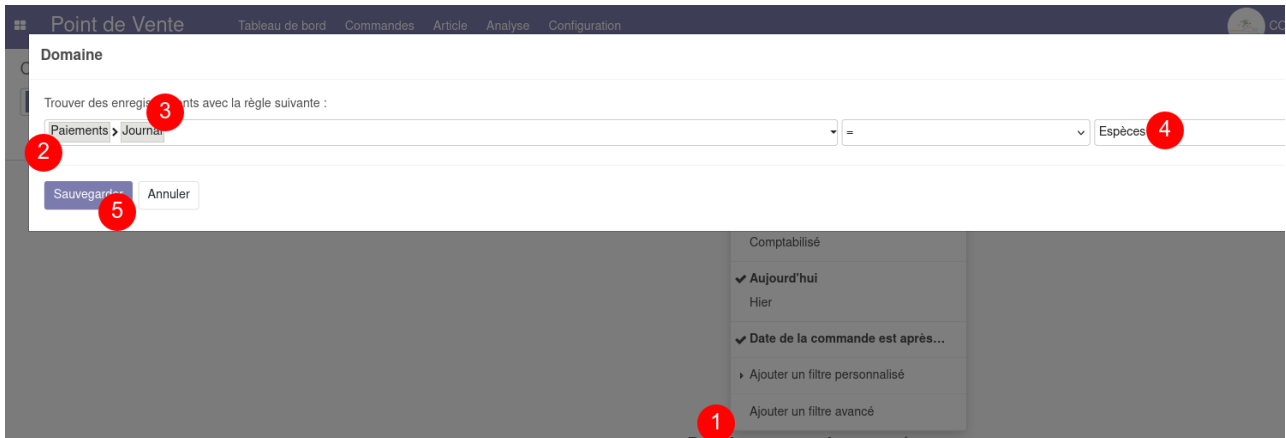 Point de Vente Tableau de bord Commandes Article Analyse Configuration CO
Domaine
Trouver des enregis nts avec la règle suivante :
3
Paiements > Journal = Espèces 4
2
Sauvegarder Annuler
5
Comptabilisé
Aujourd'hui
Hier
Date de la commande est après...
Ajouter un filtre personnalisé
Ajouter un filtre avancé
1